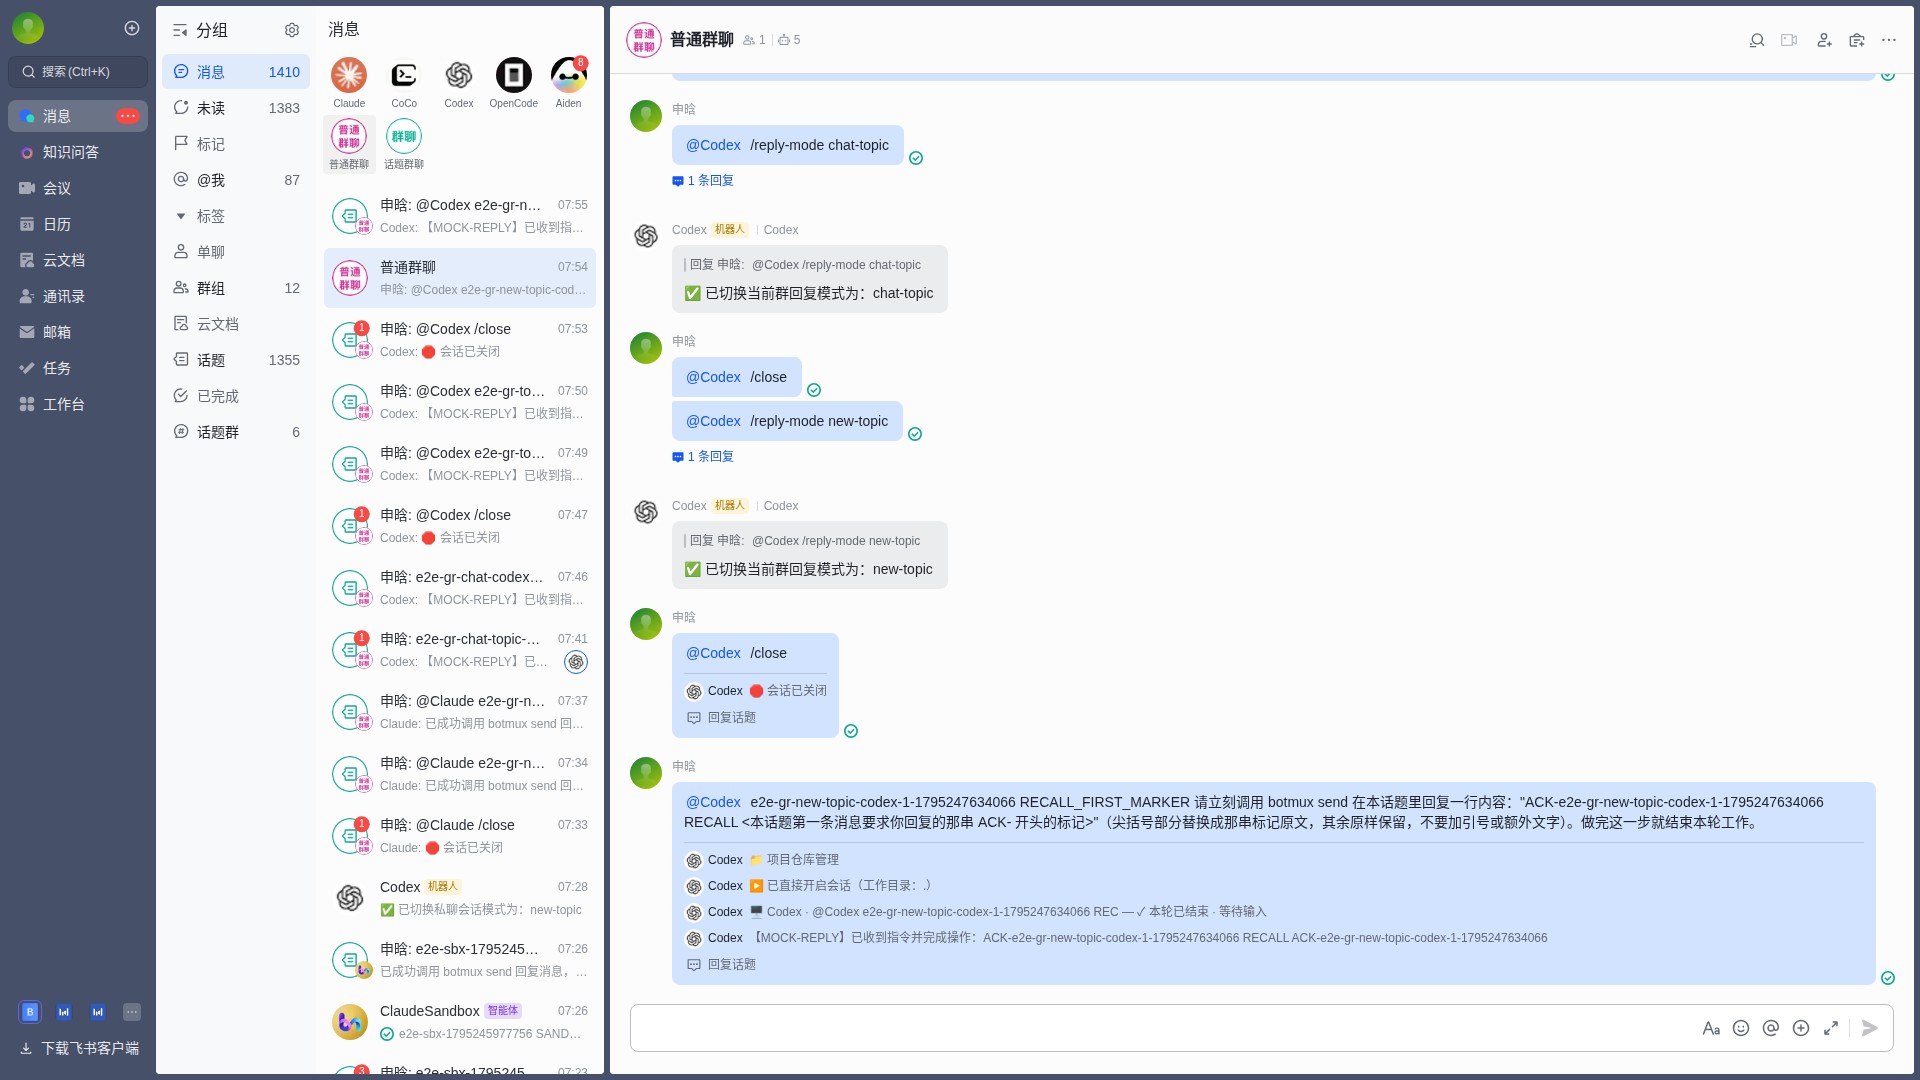 搜索 (Ctrl+K)
消息
知识问答
会议
日历
云文档
通讯录
邮箱
任务
工作台
下载飞书客户端
分组
消息 1410
未读 1383
标记
@我 87
标签
单聊
群组 12
云文档
话题 1355
已完成
话题群 6
消息
8
Claude CoCo Codex OpenCode Aiden
普通群聊 群聊
普通群聊 话题群聊
申晗: @Codex e2e-gr-n… 07:55
Codex: 【MOCK-REPLY】已收到指…
普通群聊 07:54
申晗: @Codex e2e-gr-new-topic-cod…
1
申晗: @Codex /close 07:53
Codex: 🛑 会话已关闭
申晗: @Codex e2e-gr-to… 07:50
Codex: 【MOCK-REPLY】已收到指…
申晗: @Codex e2e-gr-to… 07:49
Codex: 【MOCK-REPLY】已收到指…
1
申晗: @Codex /close 07:47
Codex: 🛑 会话已关闭
申晗: e2e-gr-chat-codex… 07:46
Codex: 【MOCK-REPLY】已收到指…
1
申晗: e2e-gr-chat-topic-… 07:41
Codex: 【MOCK-REPLY】已…
申晗: @Claude e2e-gr-n… 07:37
Claude: 已成功调用 botmux send 回…
申晗: @Claude e2e-gr-n… 07:34
Claude: 已成功调用 botmux send 回…
1
申晗: @Claude /close 07:33
Claude: 🛑 会话已关闭
Codex 机器人 07:28
✅ 已切换私聊会话模式为：new-topic
申晗: e2e-sbx-1795245… 07:26
已成功调用 botmux send 回复消息，…
ClaudeSandbox 智能体 07:26
e2e-sbx-1795245977756 SAND…
3
申晗: e2e-sbx-1795245… 07:23
普通群聊
普通群聊 1 5
申晗
@Codex /reply-mode chat-topic
1 条回复
Codex 机器人 Codex
回复 申晗: @Codex /reply-mode chat-topic
✅ 已切换当前群回复模式为：chat-topic
申晗
@Codex /close
@Codex /reply-mode new-topic
1 条回复
Codex 机器人 Codex
回复 申晗: @Codex /reply-mode new-topic
✅ 已切换当前群回复模式为：new-topic
申晗
@Codex /close
Codex 🛑 会话已关闭
回复话题
申晗
@Codex e2e-gr-new-topic-codex-1-1795247634066 RECALL_FIRST_MARKER 请立刻调用 botmux send 在本话题里回复一行内容："ACK-e2e-gr-new-topic-codex-1-1795247634066
RECALL <本话题第一条消息要求你回复的那串 ACK- 开头的标记>"（尖括号部分替换成那串标记原文，其余原样保留，不要加引号或额外文字）。做完这一步就结束本轮工作。
Codex 📁 项目仓库管理
Codex ▶️ 已直接开启会话（工作目录：.）
Codex 🖥️ Codex · @Codex e2e-gr-new-topic-codex-1-1795247634066 REC — ✓ 本轮已结束 · 等待输入
Codex 【MOCK-REPLY】已收到指令并完成操作：ACK-e2e-gr-new-topic-codex-1-1795247634066 RECALL ACK-e2e-gr-new-topic-codex-1-1795247634066
回复话题
Aa